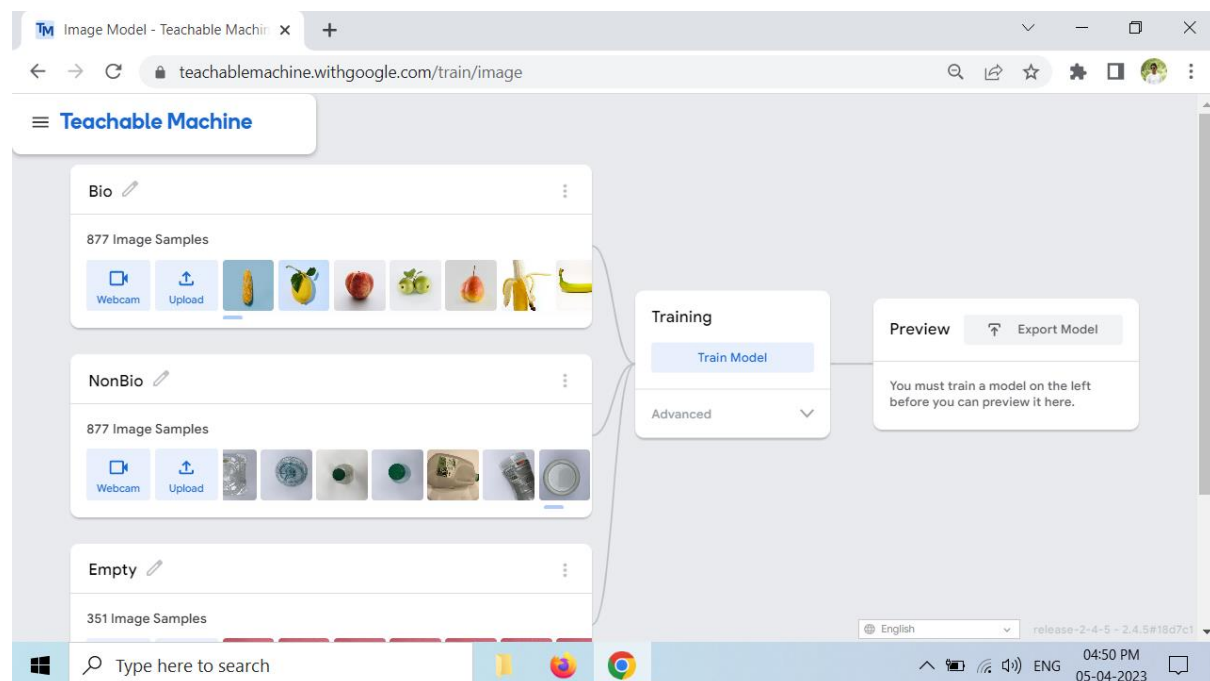 TM Image Model - Teachable Machin
teachablemachine.withgoogle.com/train/image
Teachable Machine
Bio
877 Image Samples
Webcam Upload
NonBio
877 Image Samples
Webcam Upload
Empty
351 Image Samples
Training
Train Model
Advanced
Preview Export Model
You must train a model on the left
before you can preview it here.
English release-2-4-5 - 2.4.5#18d7c1
Type here to search
ENG
04:50 PM
05-04-2023